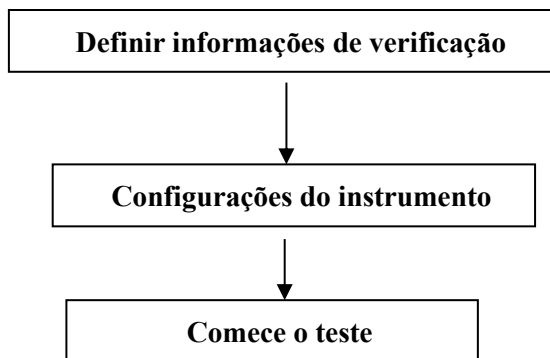 Definir informações de verificação
Configurações do instrumento
Comece o teste